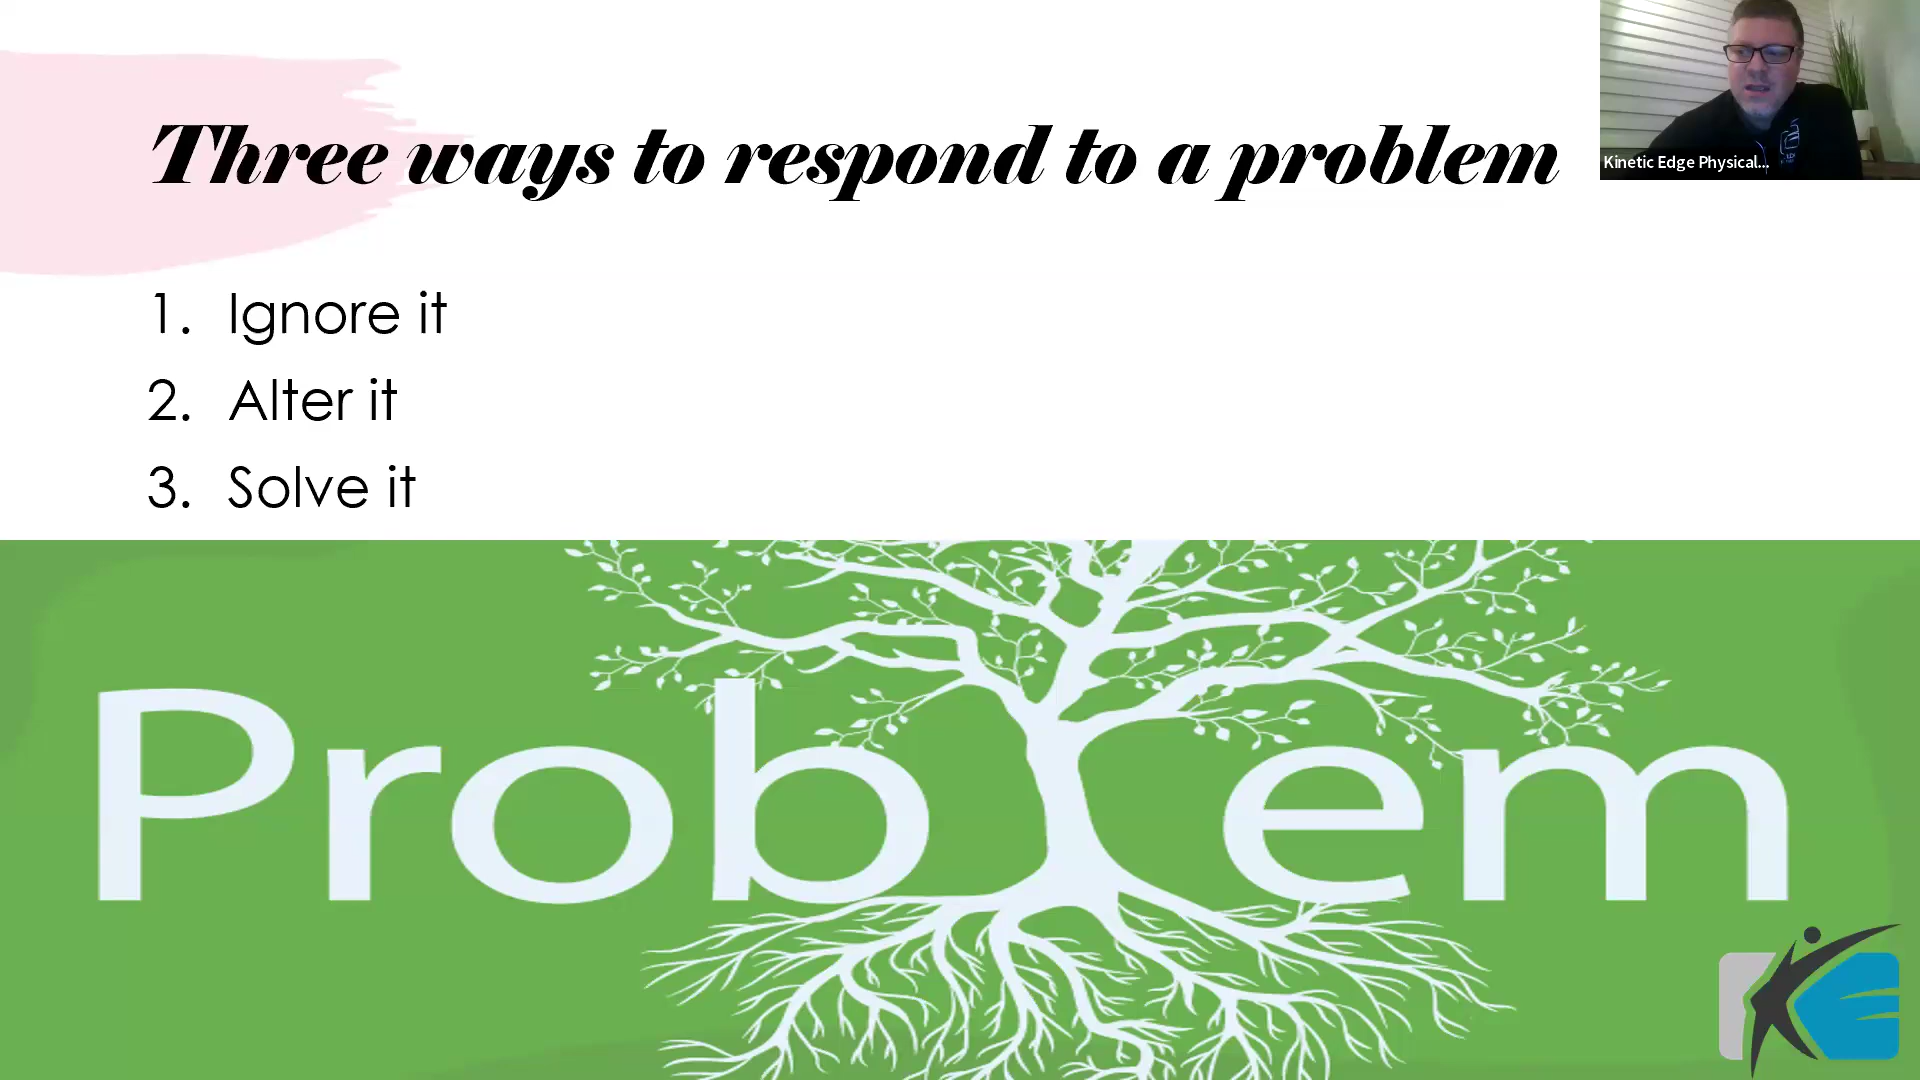 Three ways to respond to a problem
Kinetic Edge Physical...
1. Ignore it
2. Alter it
3. Solve it
Problem
KE